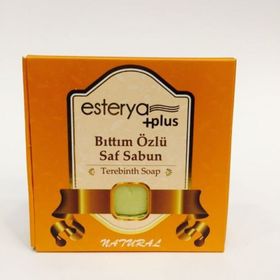 esterya
+plus
Bıttım Özlü
Saf Sabun
Terebinth Soap
NATURAL